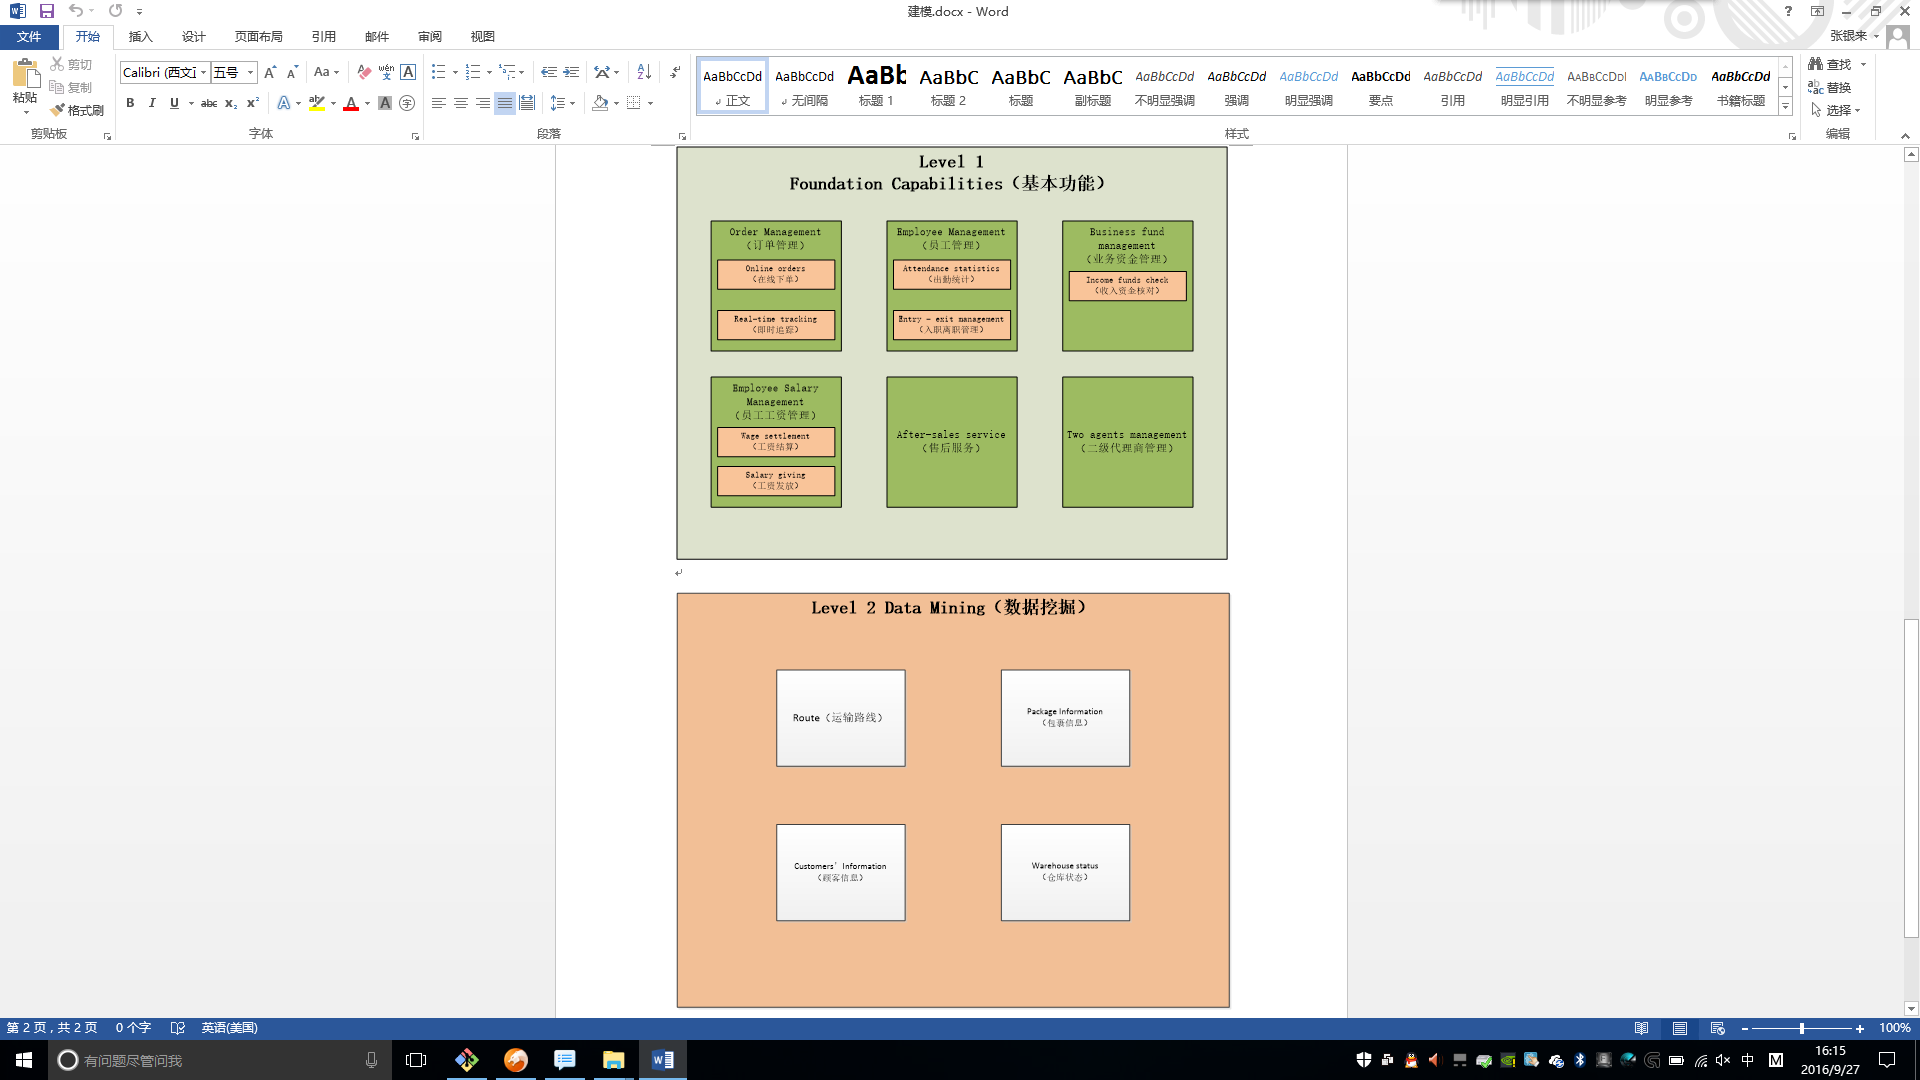 建模.docx - Word
文件
开始
插入
设计
页面布局
引用
邮件
审阅
视图
张银来
粘贴
剪切
复制
格式刷
剪贴板
Calibri (西文
五号
Aa
wén
A
B I U abc x₂ x²
字体
段落
AaBbCcDd
正文
AaBbCcDd
无间隔
AaBb
标题 1
AaBbC
标题 2
AaBbC
标题
AaBbC
副标题
AaBbCcDd
不明显强调
AaBbCcDd
强调
AaBbCcDd
明显强调
AaBbCcDd
要点
AaBbCcDd
引用
AaBbCcDd
明显引用
AaBbCcDd
不明显参考
AaBbCcDd
明显参考
AaBbCcDd
书籍标题
样式
查找
替换
选择
编辑
Level 1
Foundation Capabilities（基本功能）
Order Management
（订单管理）
Online orders
（在线下单）
Real-time tracking
（即时追踪）
Employee Management
（员工管理）
Attendance statistics
（出勤统计）
Entry - exit management
（入职离职管理）
Business fund
management
（业务资金管理）
Income funds check
（收入资金核对）
Employee Salary
Management
（员工工资管理）
Wage settlement
（工资结算）
Salary giving
（工资发放）
After-sales service
（售后服务）
Two agents management
（二级代理商管理）
Level 2 Data Mining（数据挖掘）
Route（运输路线）
Package Information
（包裹信息）
Customers' Information
（顾客信息）
Warehouse status
（仓库状态）
第 2 页，共 2 页
0 个字
英语(美国)
100%
有问题尽管问我
中
M
16:15
2016/9/27